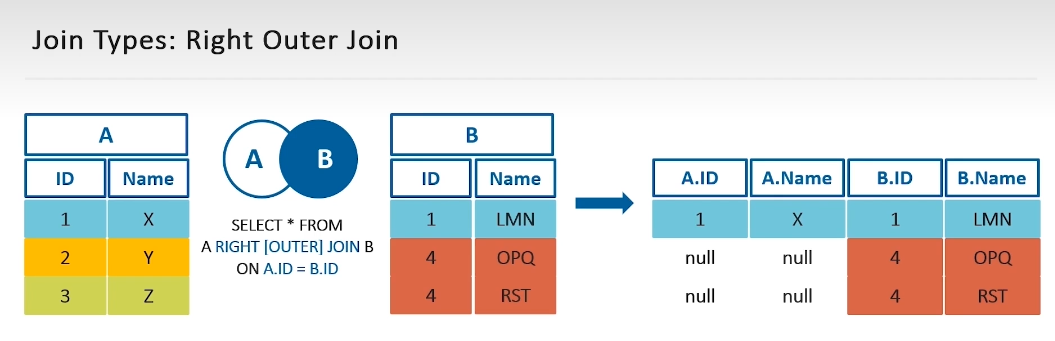 Join Types: Right Outer Join
A
ID Name
1 X
2 Y
3 Z
A B
SELECT * FROM
A RIGHT [OUTER] JOIN B
ON A.ID = B.ID
B
ID Name
1 LMN
4 OPQ
4 RST
A.ID A.Name B.ID B.Name
1 X 1 LMN
null null 4 OPQ
null null 4 RST